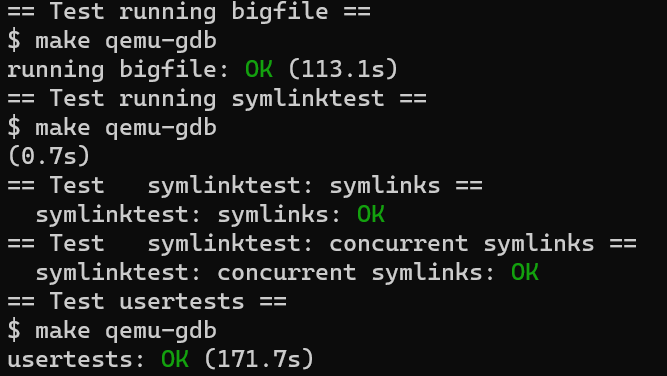 == Test running bigfile ==
$ make qemu-gdb
running bigfile: OK (113.1s)
== Test running symlinktest ==
$ make qemu-gdb
(0.7s)
== Test   symlinktest: symlinks ==
  symlinktest: symlinks: OK
== Test   symlinktest: concurrent symlinks ==
  symlinktest: concurrent symlinks: OK
== Test usertests ==
$ make qemu-gdb
usertests: OK (171.7s)